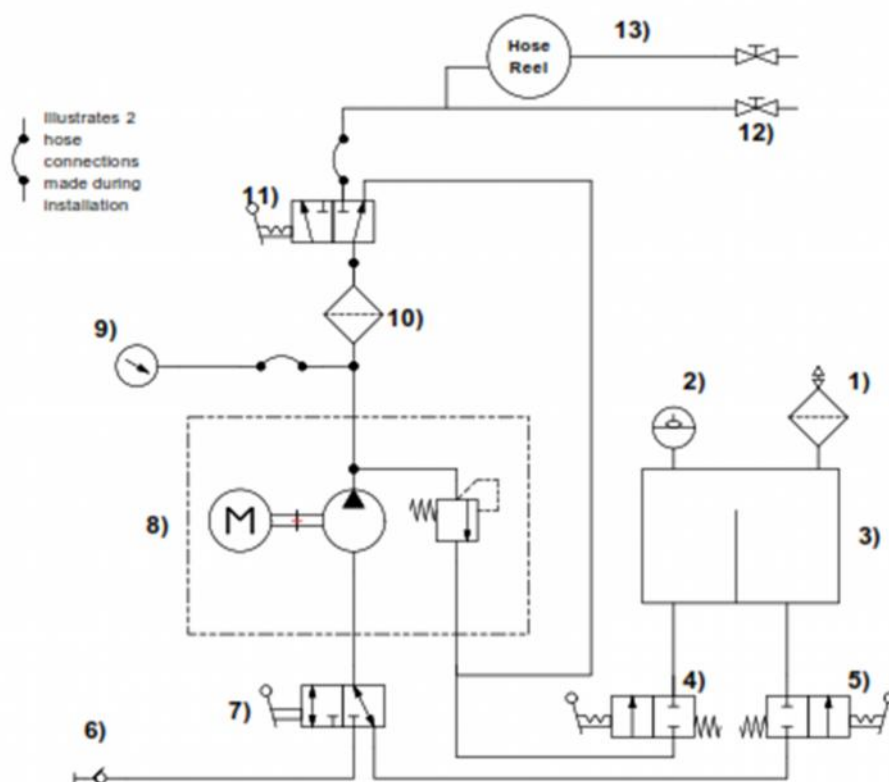 13)
Hose
Reel
Illustrates 2
hose
connections
made during
installation
12)
11)
10)
9)
2)
1)
8)
M
3)
4)
5)
7)
6)